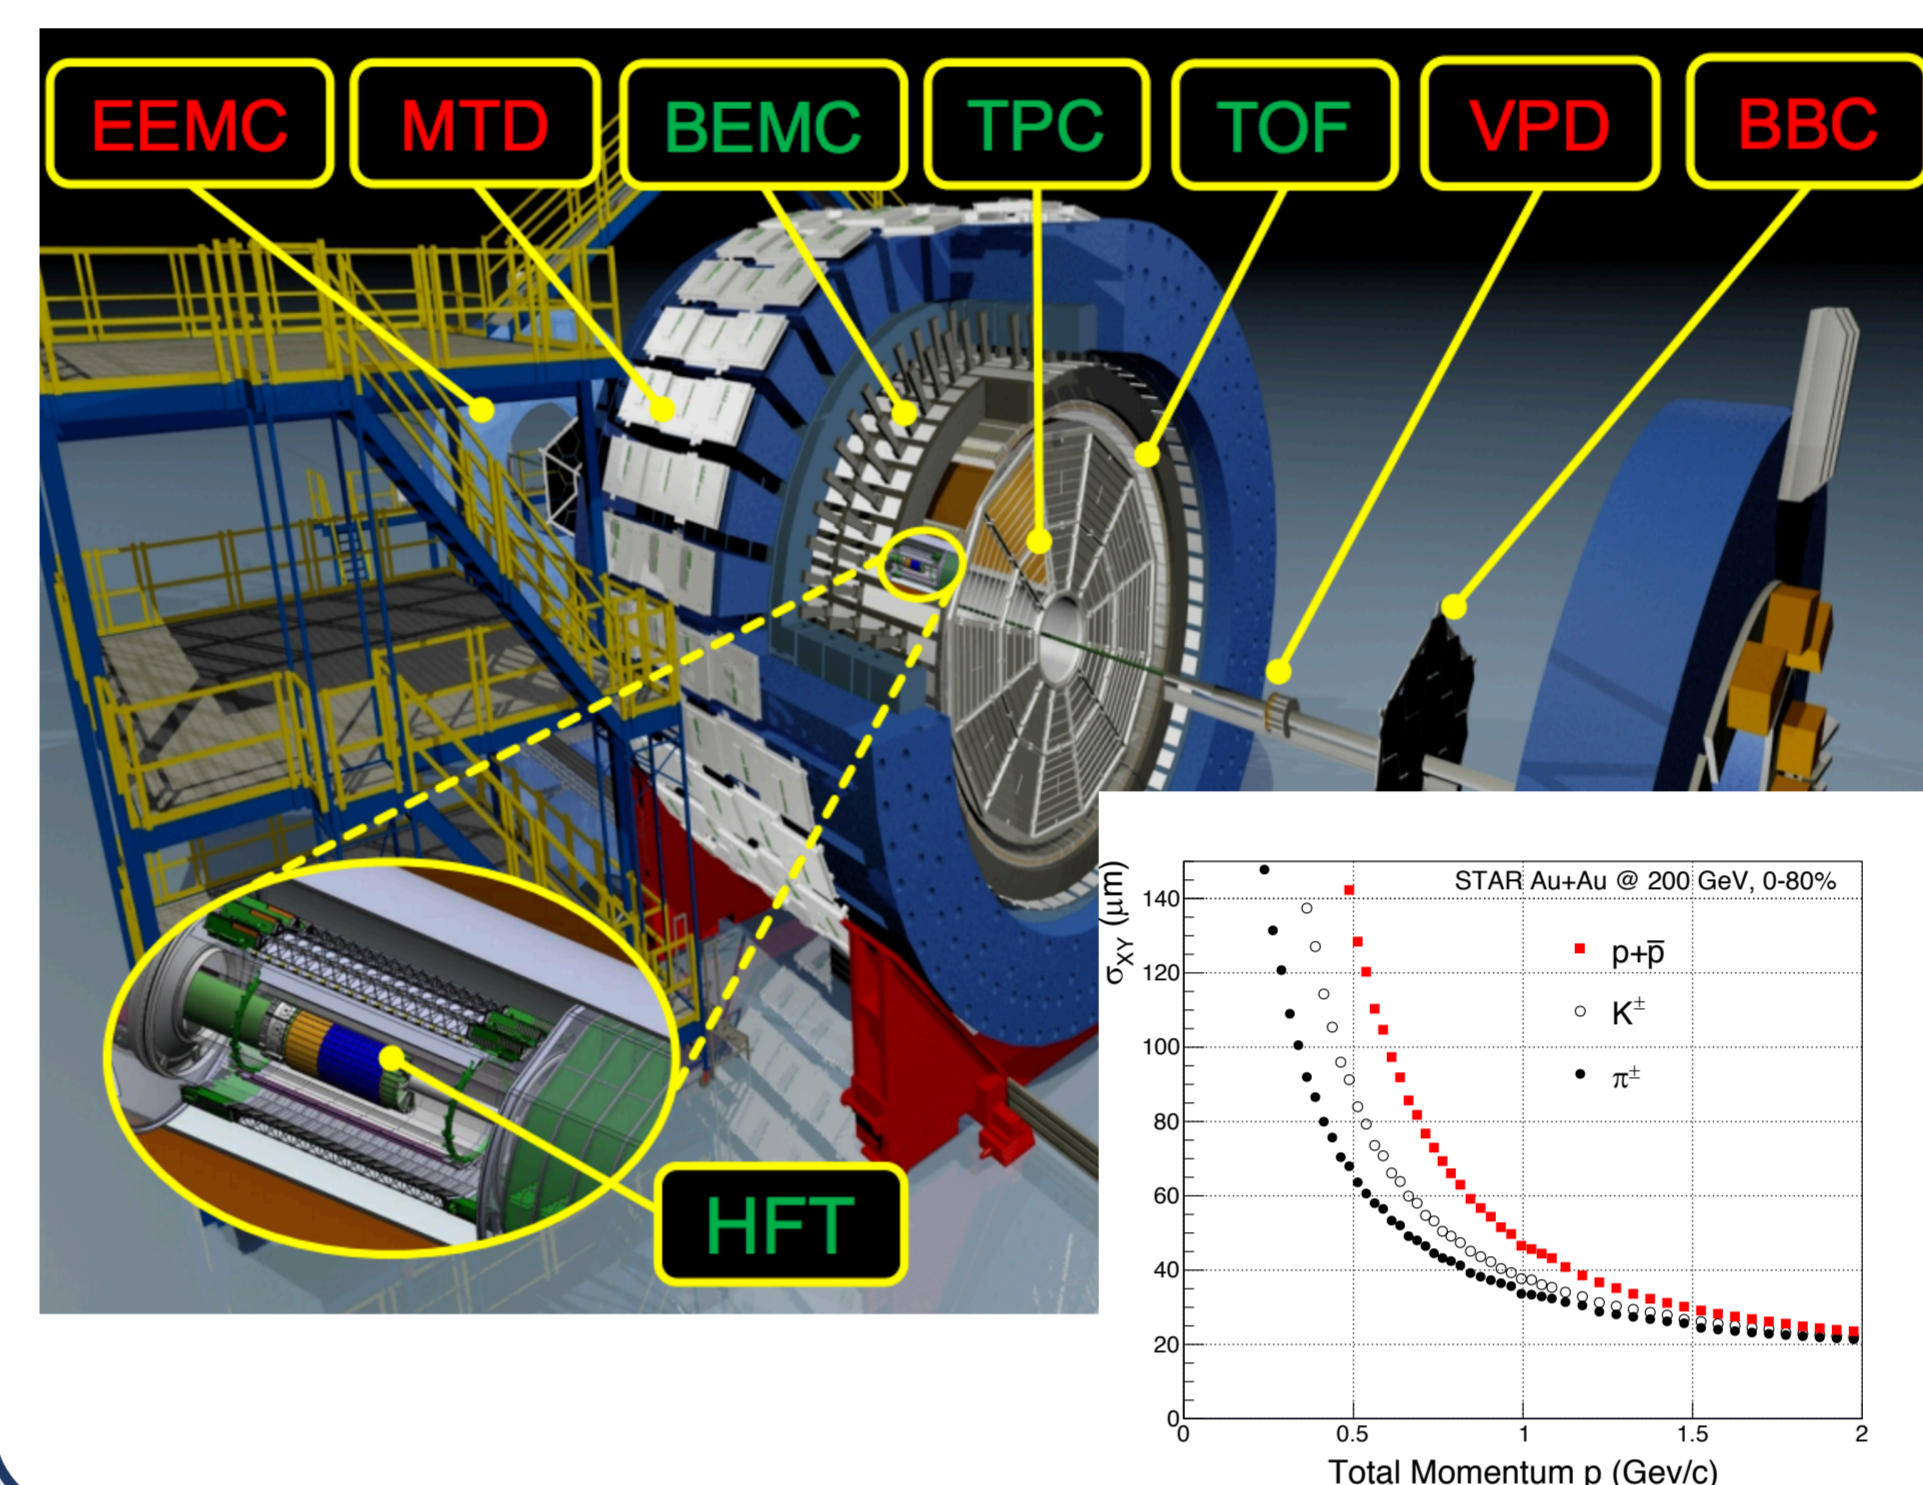 EEMC MTD BEMC TPC TOF VPD BBC
HFT
STAR Au+Au @ 200 GeV, 0-80%
p+p̅
K±
π±
σXY (μm)
140
120
100
80
60
40
20
0
0 0.5 1 1.5 2
Total Momentum p (Gev/c)